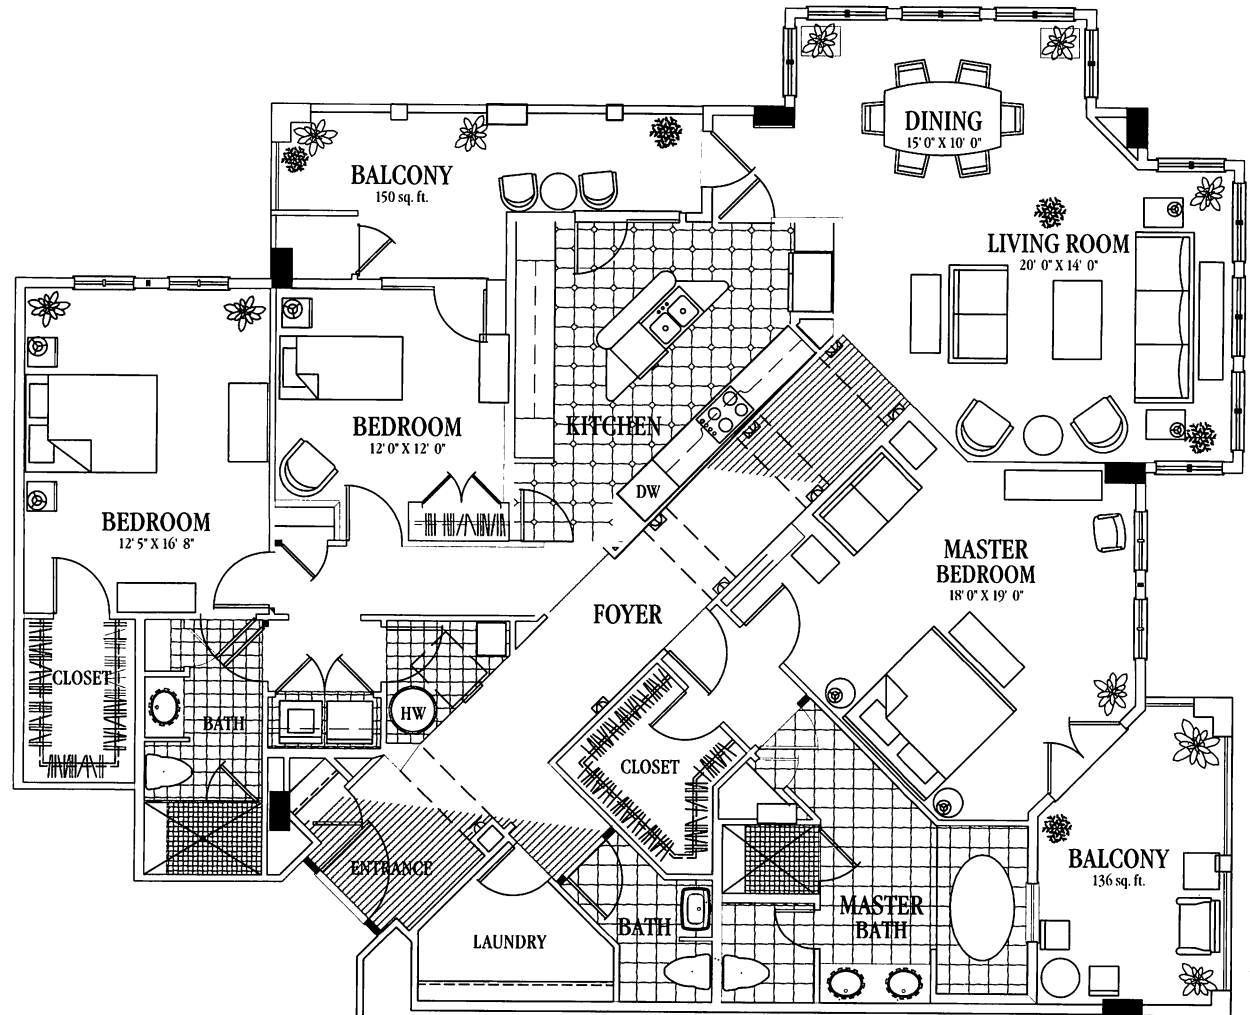 DINING
15' 0" X 10' 0"
BALCONY
150 sq. ft.
LIVING ROOM
20' 0" X 14' 0"
KITCHEN
BEDROOM
12' 0" X 12' 0"
DW
BEDROOM
12' 5" X 16' 8"
MASTER
BEDROOM
18' 0" X 19' 0"
FOYER
CLOSET
BATH
HW
CLOSET
ENTRANCE
BALCONY
136 sq. ft.
MASTER
BATH
BATH
LAUNDRY